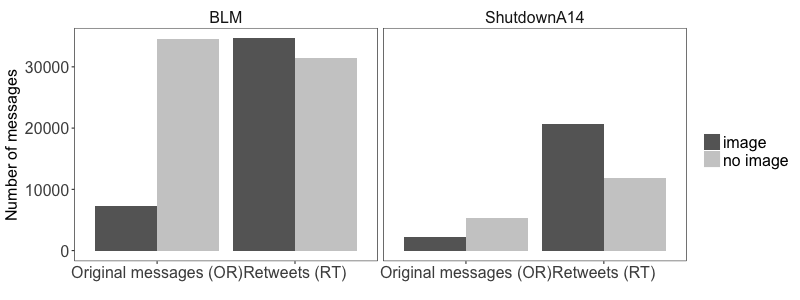 BLM
ShutdownA14
Number of messages
30000
20000
10000
0
image
no image
Original messages (OR)
Retweets (RT)
Original messages (OR)
Retweets (RT)